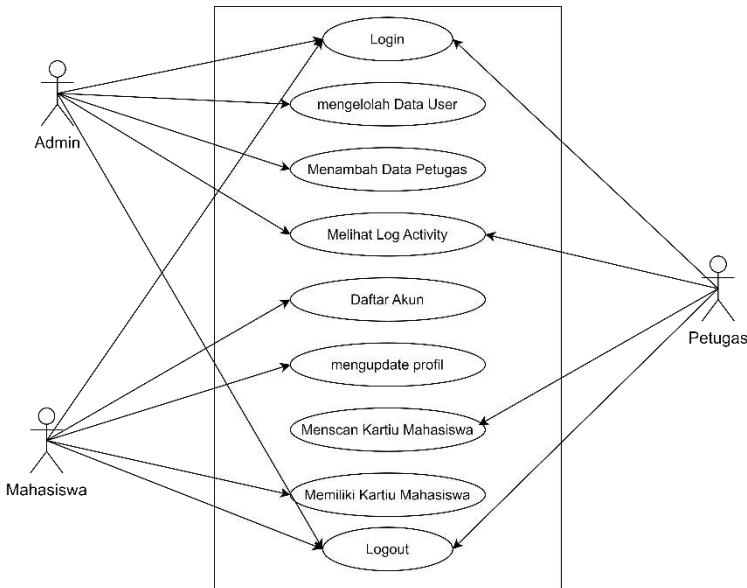 Login
mengelolah Data User
Admin
Menambah Data Petugas
Melihat Log Activity
Daftar Akun
Petugas
mengupdate profil
Menscan Kartiu Mahasiswa
Mahasiswa
Memiliki Kartiu Mahasiswa
Logout